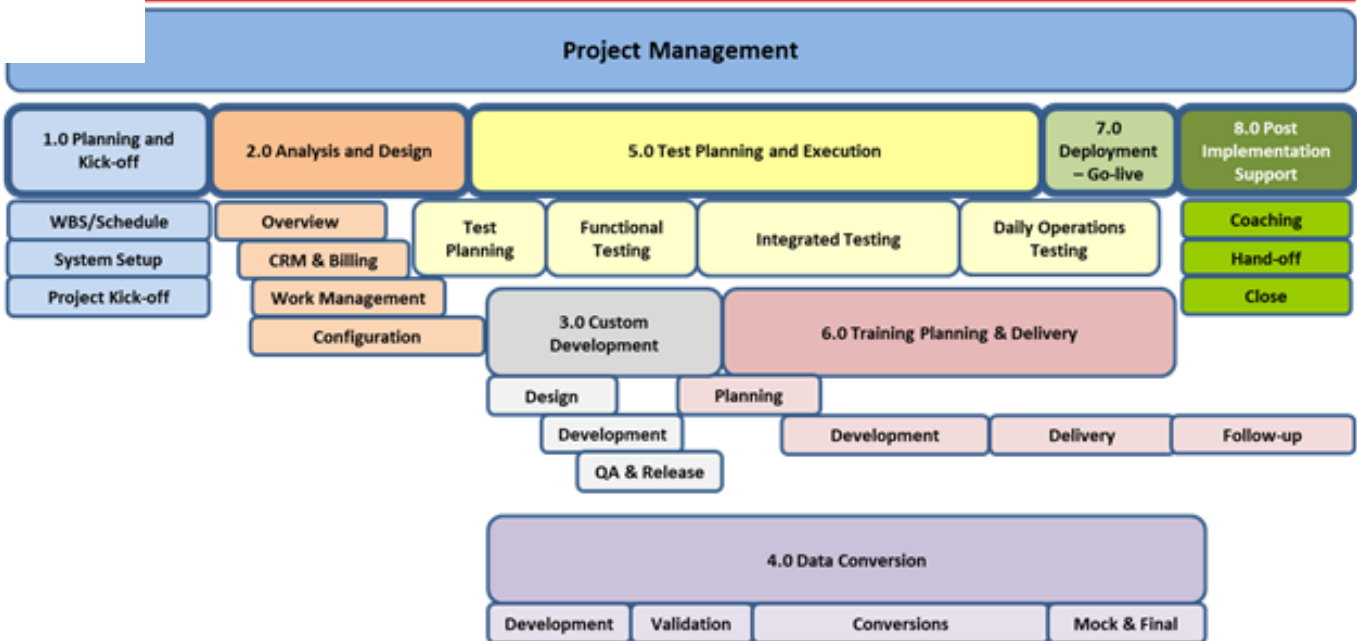 Project Management
1.0 Planning and
Kick-off
2.0 Analysis and Design
5.0 Test Planning and Execution
7.0
Deployment
– Go-live
8.0 Post
Implementation
Support
WBS/Schedule
System Setup
Project Kick-off
Overview
CRM & Billing
Work Management
Configuration
Test
Planning
Functional
Testing
Integrated Testing
Daily Operations
Testing
Coaching
Hand-off
Close
3.0 Custom
Development
6.0 Training Planning & Delivery
Design
Development
QA & Release
Planning
Development
Delivery
Follow-up
4.0 Data Conversion
Development
Validation
Conversions
Mock & Final